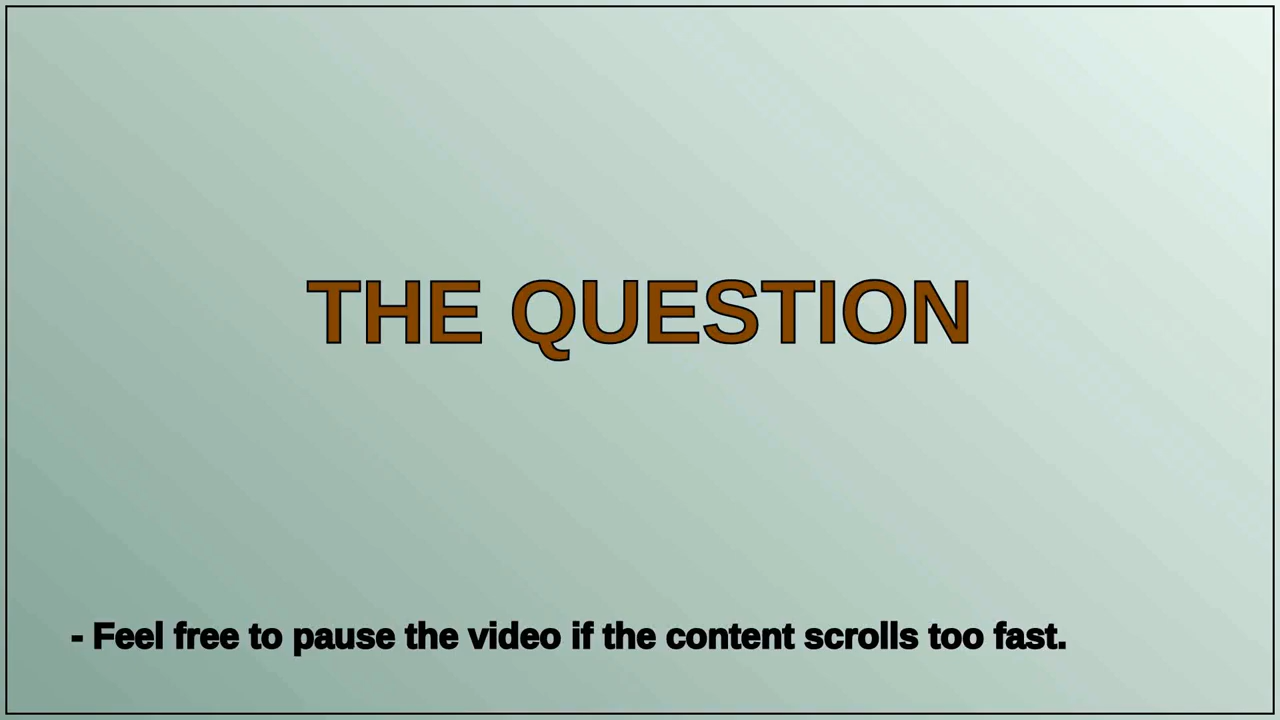 THE QUESTION
- Feel free to pause the video if the content scrolls too fast.